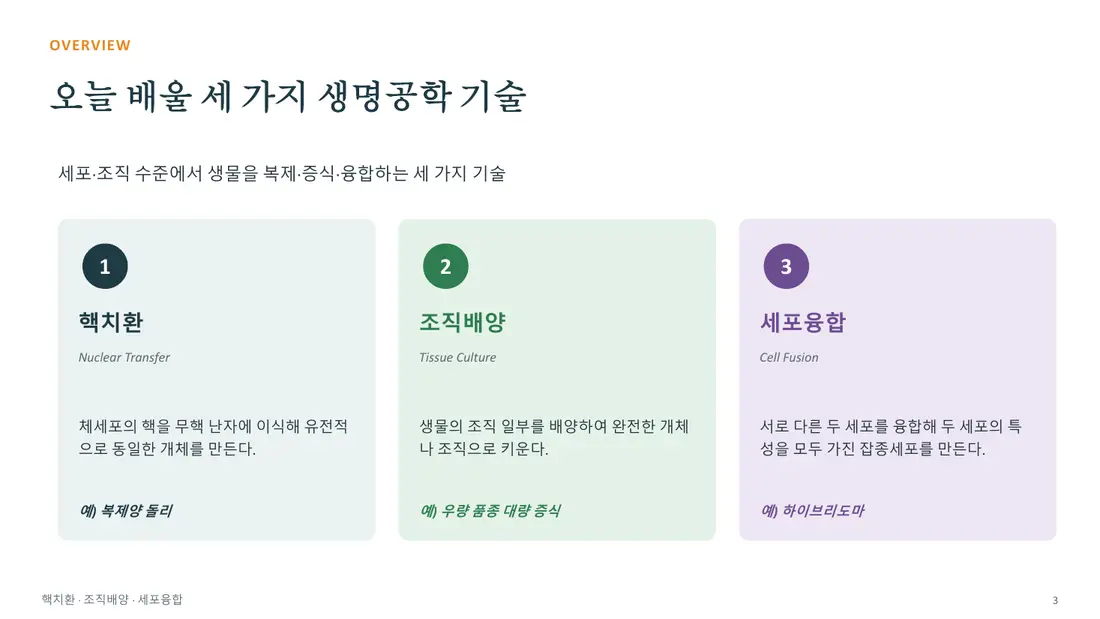 OVERVIEW
오늘 배울 세 가지 생명공학 기술
세포·조직 수준에서 생물을 복제·증식·융합하는 세 가지 기술
1
핵치환
Nuclear Transfer
체세포의 핵을 무핵 난자에 이식해 유전적
으로 동일한 개체를 만든다.
예) 복제양 돌리
2
조직배양
Tissue Culture
생물의 조직 일부를 배양하여 완전한 개체
나 조직으로 키운다.
예) 우량 품종 대량 증식
3
세포융합
Cell Fusion
서로 다른 두 세포를 융합해 두 세포의 특
성을 모두 가진 잡종세포를 만든다.
예) 하이브리도마
핵치환 · 조직배양 · 세포융합
3